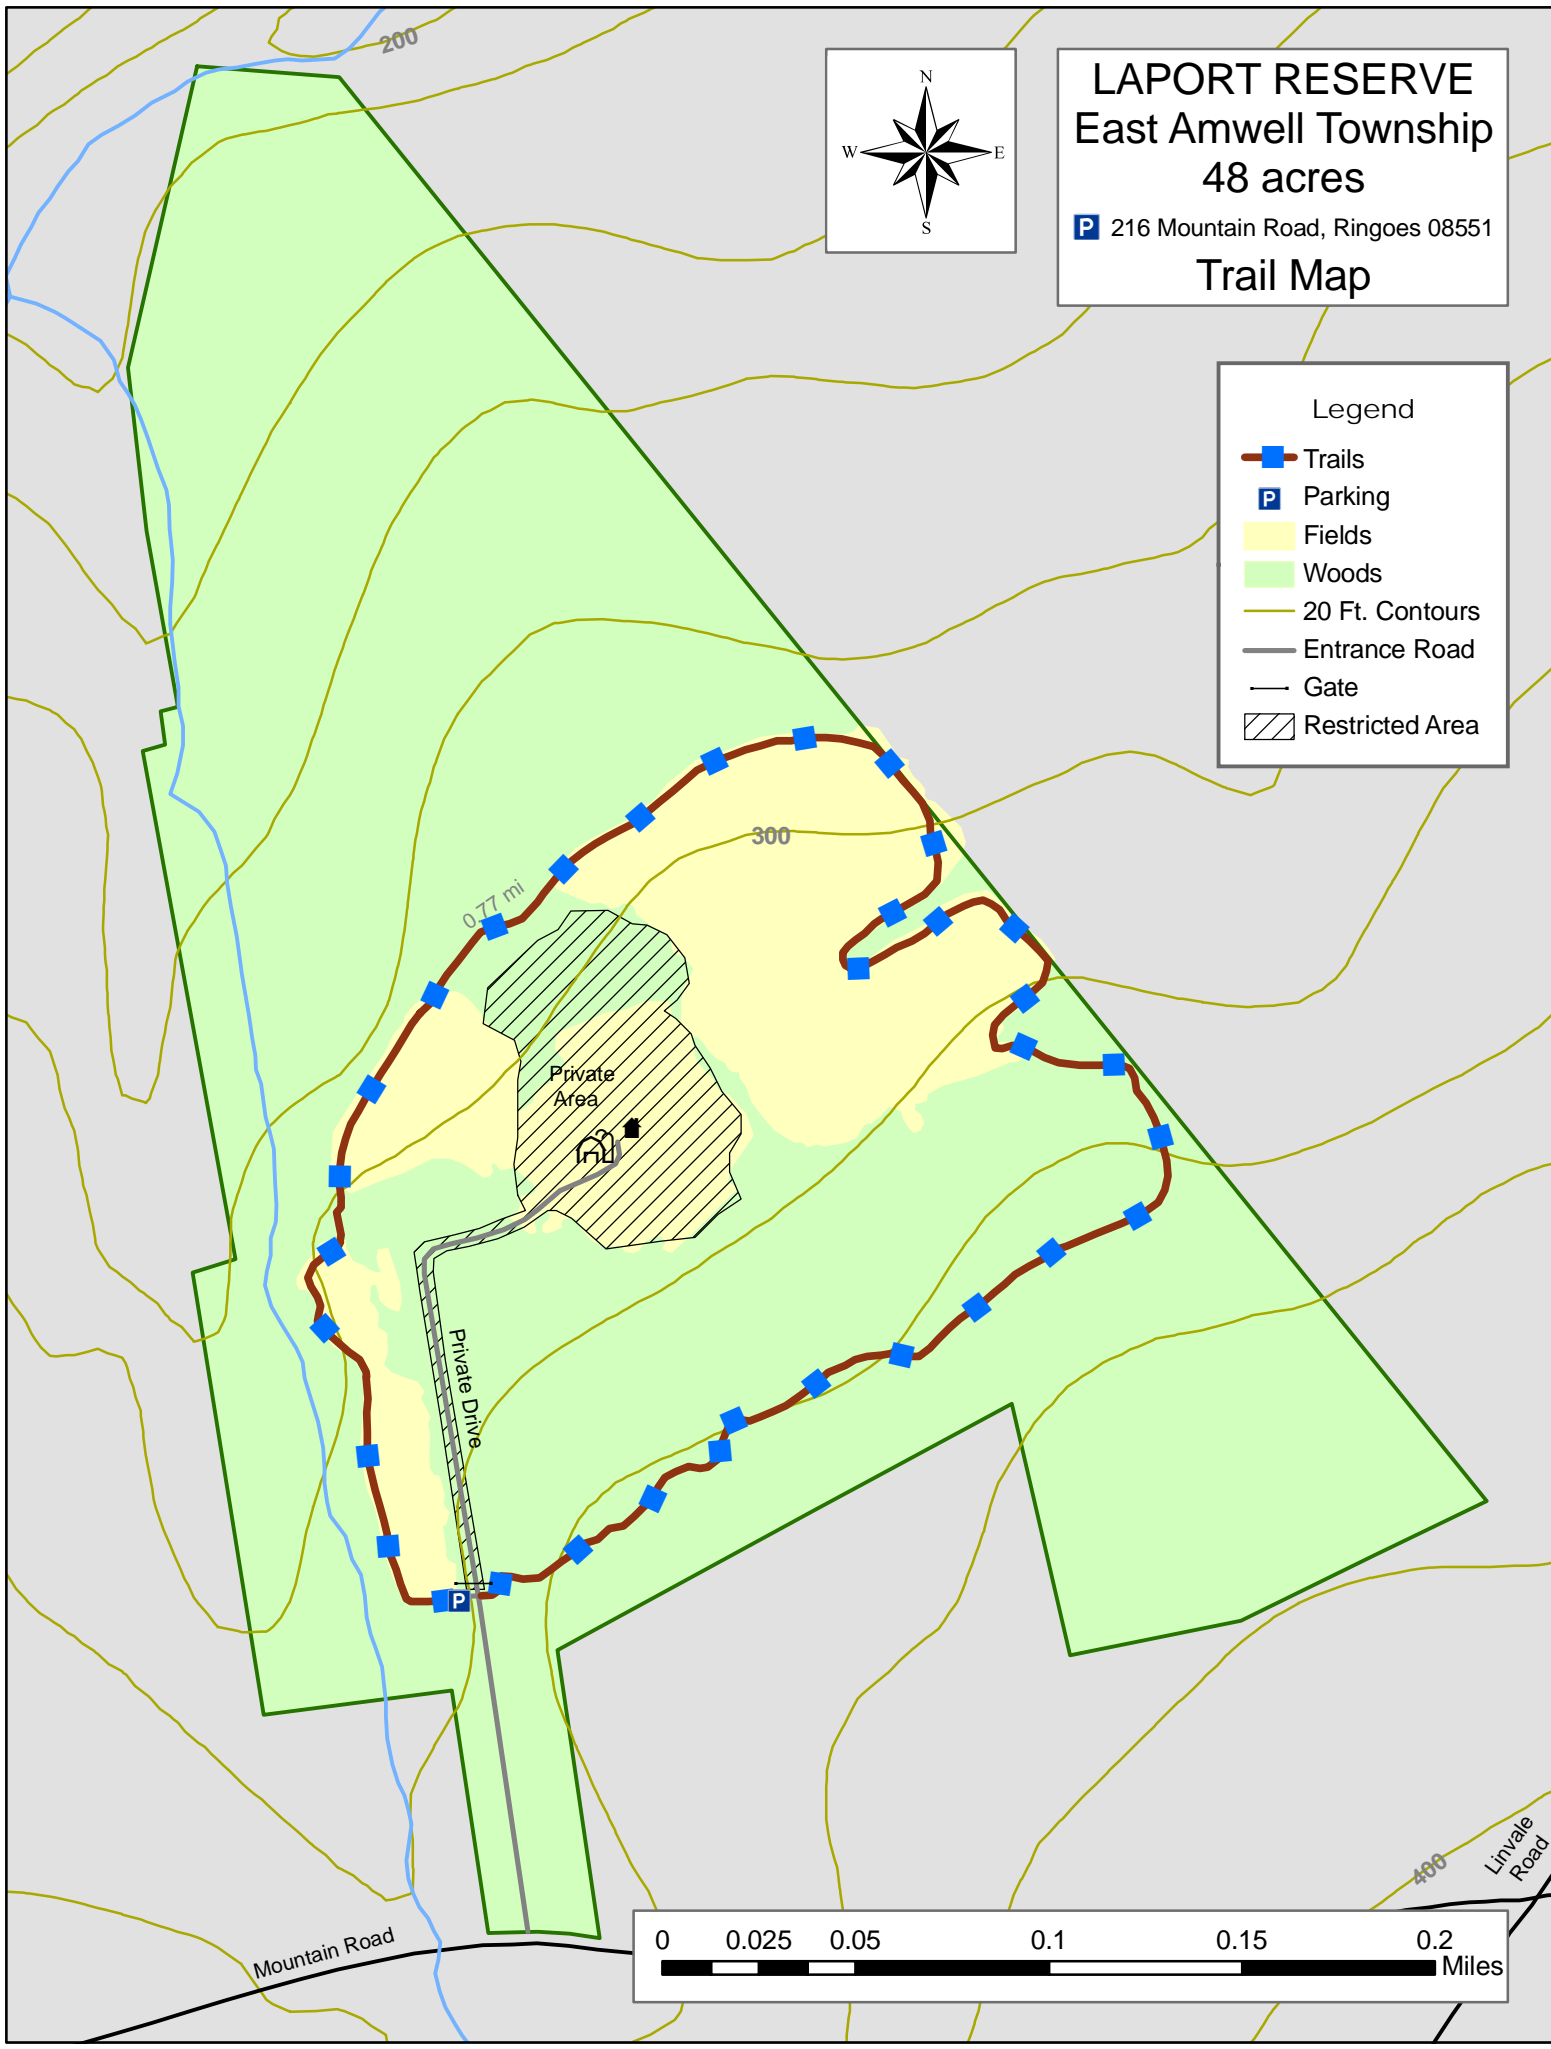 200
N
W
E
S
LAPORT RESERVE
East Amwell Township
48 acres
P 216 Mountain Road, Ringoes 08551
Trail Map
Legend
Trails
P Parking
Fields
Woods
20 Ft. Contours
Entrance Road
Gate
Restricted Area
300
0.77 mi
Private
Area
Private Drive
P
Linvale
Road
400
Mountain Road
0 0.025 0.05 0.1 0.15 0.2
Miles